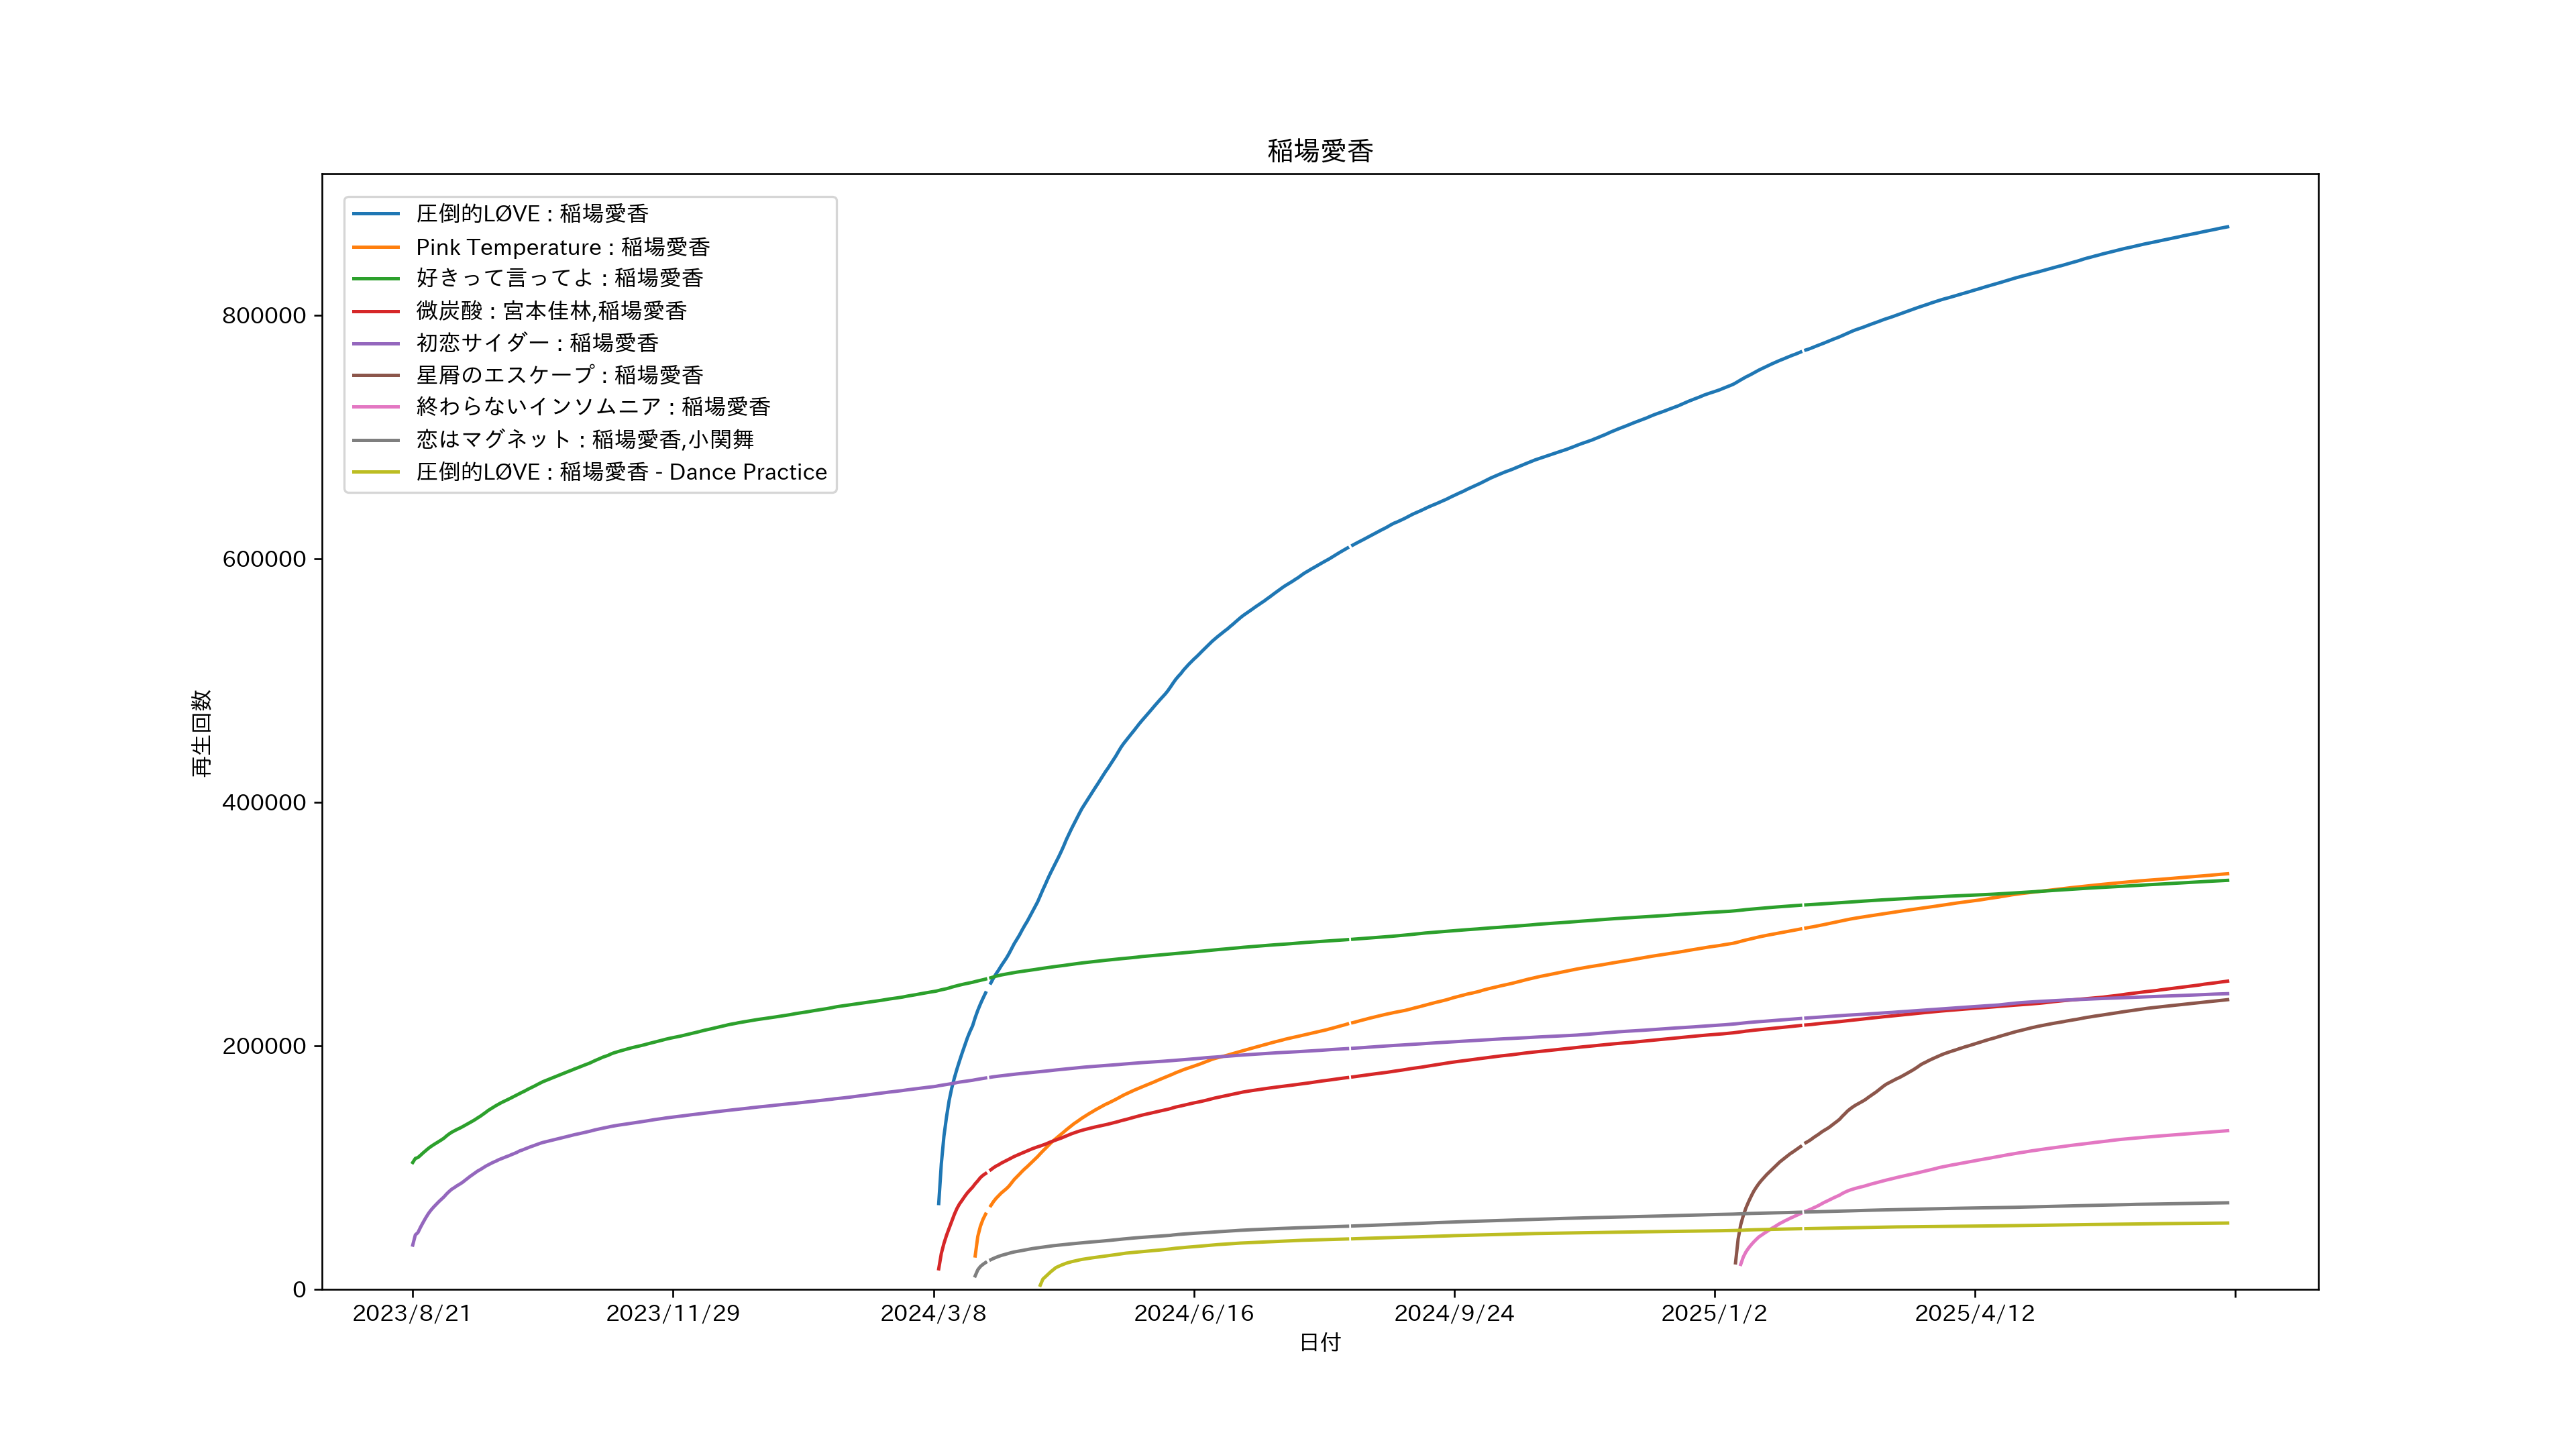 稲場愛香
圧倒的LØVE : 稲場愛香
Pink Temperature : 稲場愛香
好きって言ってよ : 稲場愛香
微炭酸 : 宮本佳林,稲場愛香
初恋サイダー : 稲場愛香
星屑のエスケープ : 稲場愛香
終わらないインソムニア : 稲場愛香
恋はマグネット : 稲場愛香,小関舞
圧倒的LØVE : 稲場愛香 - Dance Practice
800000
600000
400000
200000
0
再生回数
2023/8/21
2023/11/29
2024/3/8
2024/6/16
2024/9/24
2025/1/2
2025/4/12
日付